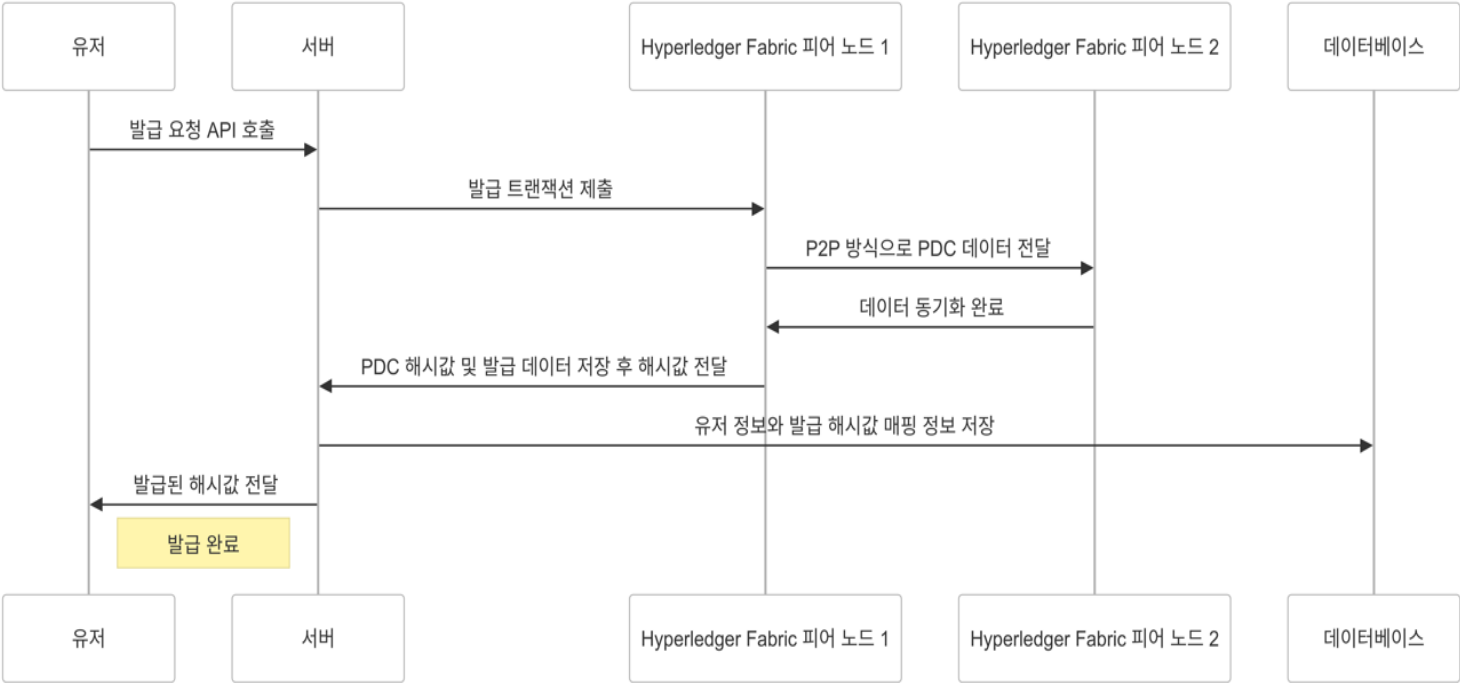 유저
서버
Hyperledger Fabric 피어 노드 1
Hyperledger Fabric 피어 노드 2
데이터베이스
발급 요청 API 호출
발급 트랜잭션 제출
P2P 방식으로 PDC 데이터 전달
데이터 동기화 완료
PDC 해시값 및 발급 데이터 저장 후 해시값 전달
유저 정보와 발급 해시값 매핑 정보 저장
발급된 해시값 전달
발급 완료
유저
서버
Hyperledger Fabric 피어 노드 1
Hyperledger Fabric 피어 노드 2
데이터베이스